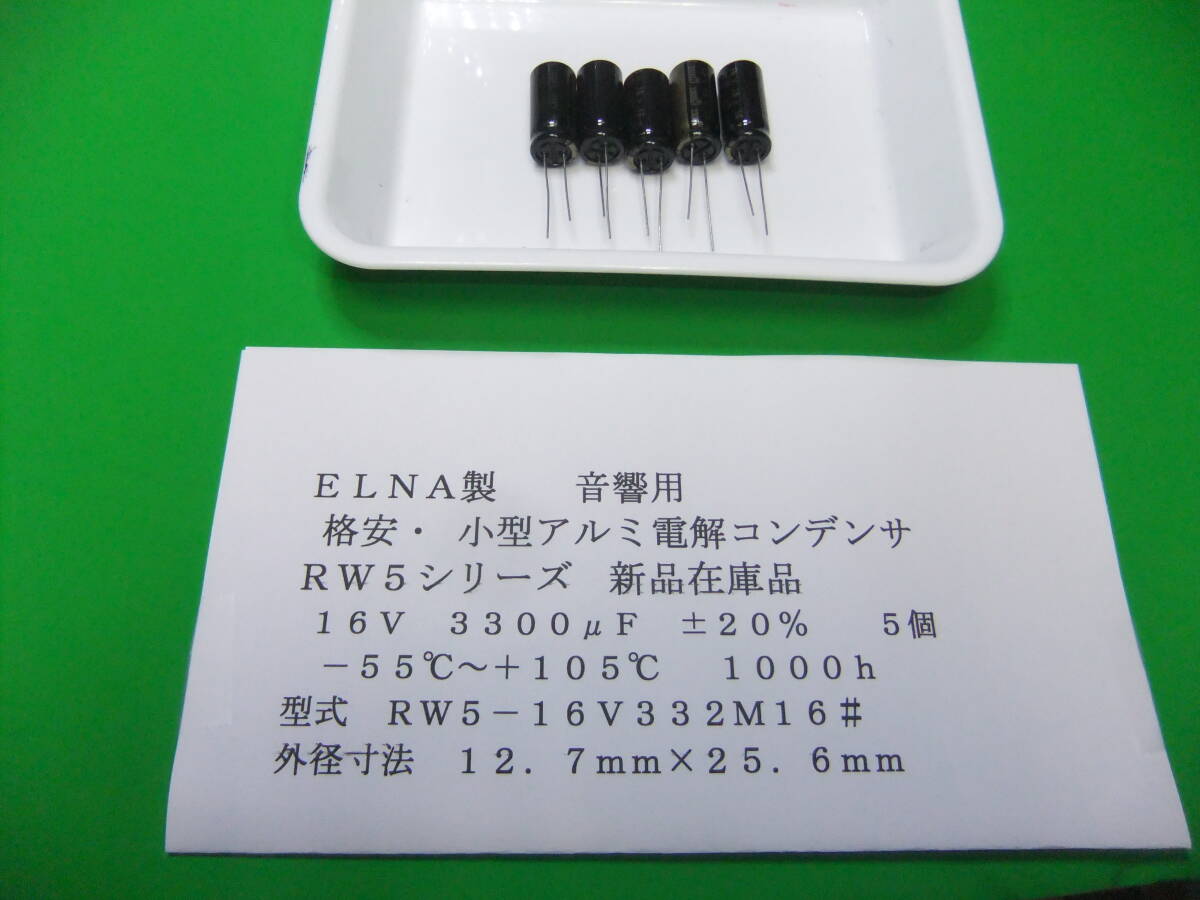 ELNA製　　音響用
格安・　小型アルミ電解コンデンサ
RW5シリーズ　新品在庫品
16V　3300μF　±20%　　5個
－55℃～＋105℃　　1000h
型式　RW5－16V332M16♯
外径寸法　12．7mm×25．6mm